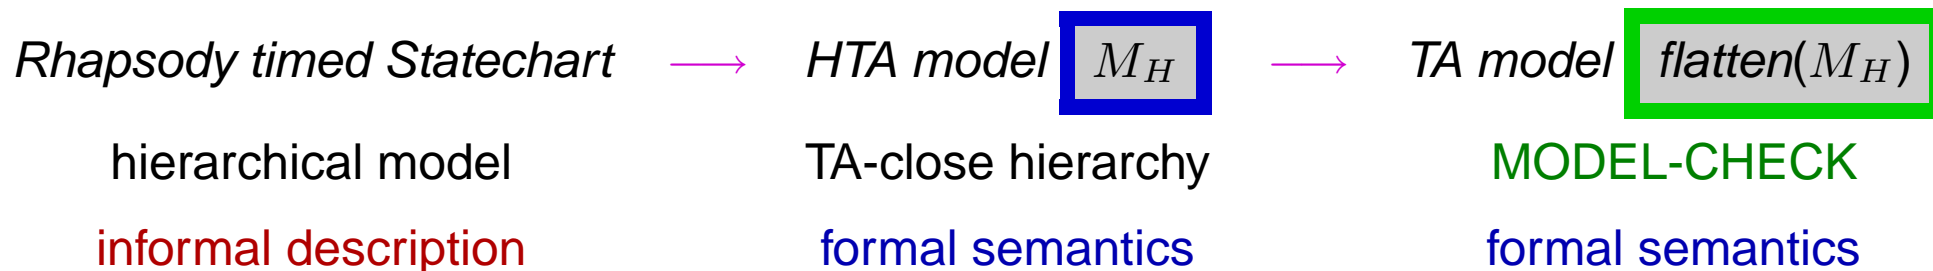 Rhapsody timed Statechart ⟶ HTA model M_H ⟶ TA model flatten(M_H)
hierarchical model TA-close hierarchy MODEL-CHECK
informal description formal semantics formal semantics